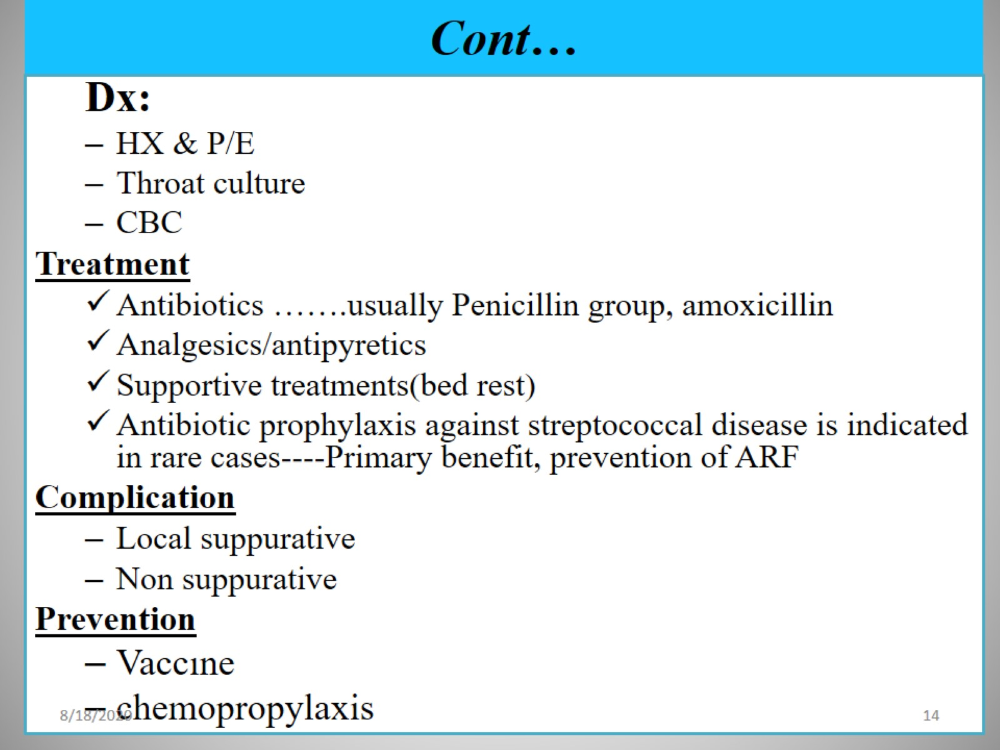 Cont…
Dx:
– HX & P/E
– Throat culture
– CBC
Treatment
✓ Antibiotics …….usually Penicillin group, amoxicillin
✓ Analgesics/antipyretics
✓ Supportive treatments(bed rest)
✓ Antibiotic prophylaxis against streptococcal disease is indicated
in rare cases----Primary benefit, prevention of ARF
Complication
– Local suppurative
– Non suppurative
Prevention
– Vaccine
– chemopropylaxis
8/18/2020
14